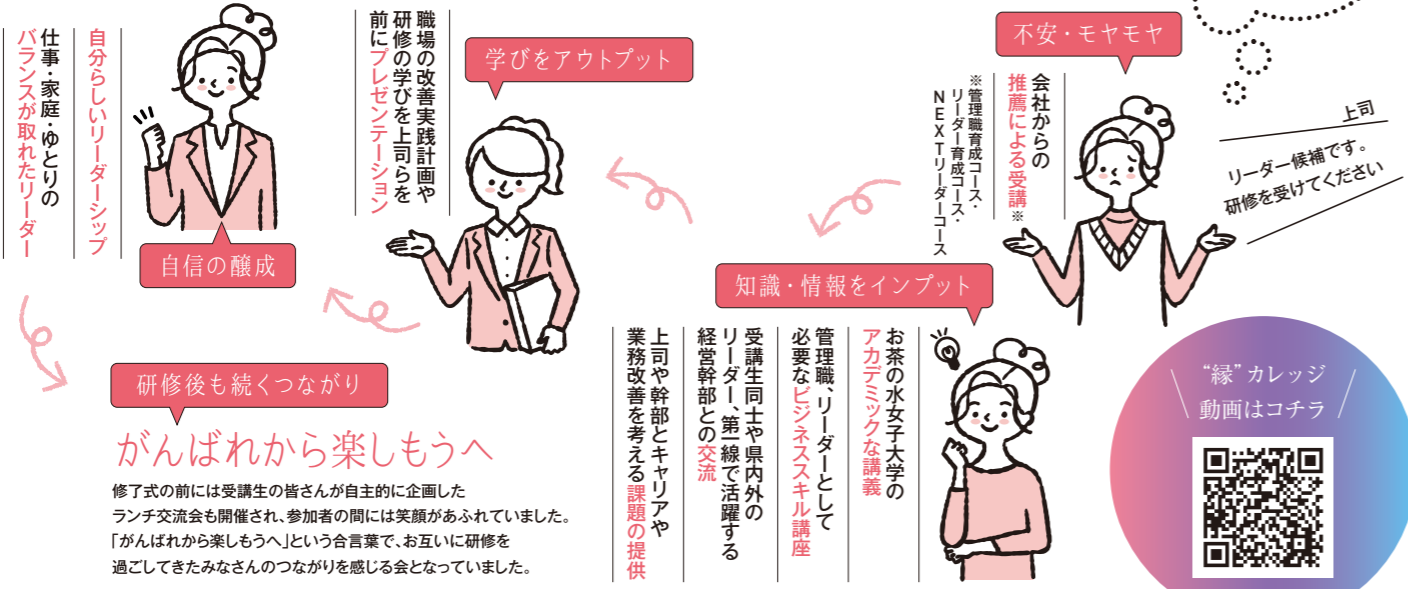 不安・モヤモヤ
上司
リーダー候補です。
研修を受けてください
会社からの
推薦による受講※
※管理職育成コース・
リーダー育成コース・
NEXTリーダーコース
知識・情報をインプット
お茶の水女子大学の
アカデミックな講義
管理職、リーダーとして
必要なビジネススキル講座
受講生同士や県内外の
リーダー、第一線で活躍する
経営幹部との交流
上司や幹部とキャリアや
業務改善を考える課題の提供
学びをアウトプット
職場の改善実践計画や
研修の学びを上司らを
前にプレゼンテーション
自信の醸成
自分らしいリーダーシップ
仕事・家庭・ゆとりの
バランスが取れたリーダー
研修後も続くつながり
がんばれから楽しもうへ
修了式の前には受講生の皆さんが自主的に企画した
ランチ交流会も開催され、参加者の間には笑顔があふれていました。
「がんばれから楽しもうへ」という合言葉で、お互いに研修を
過ごしてきたみなさんのつながりを感じる会となっていました。
“縁”カレッジ
動画はコチラ